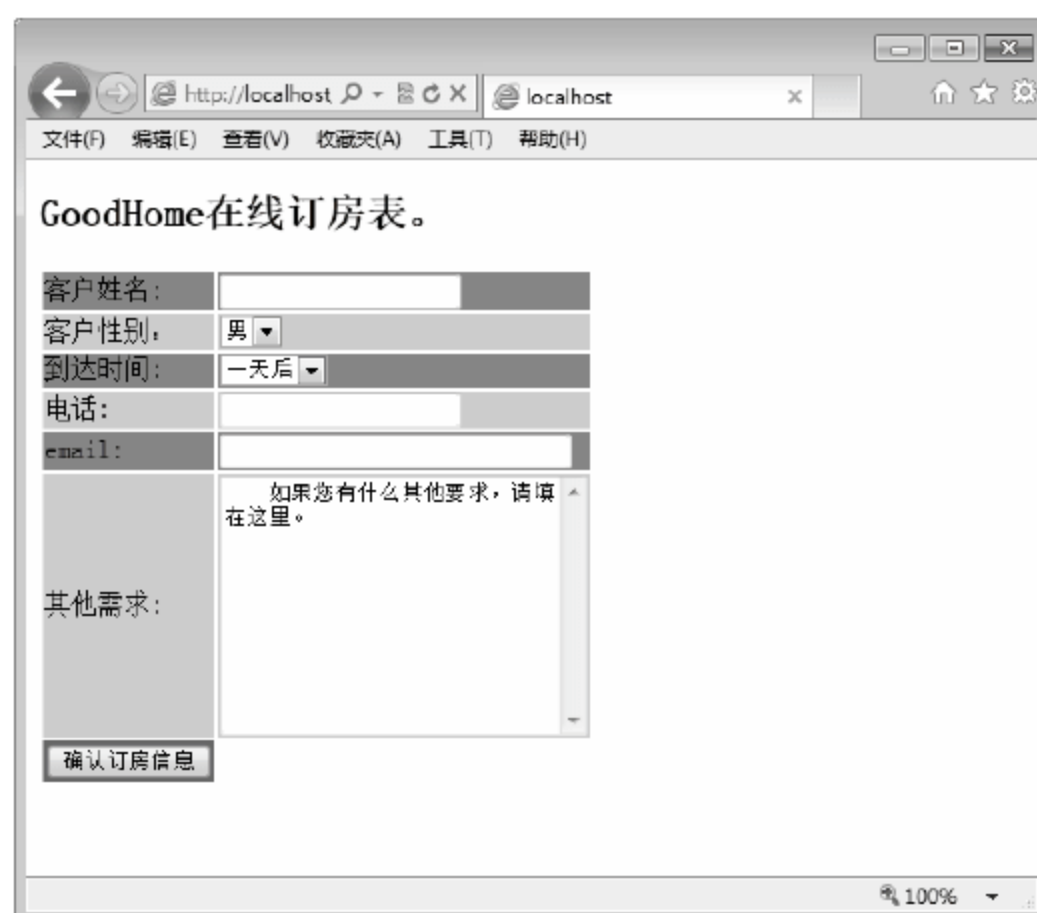 http://localhost
localhost
文件(F) 编辑(E) 查看(V) 收藏夹(A) 工具(T) 帮助(H)
GoodHome在线订房表。
客户姓名:
客户性别:
男
到达时间:
一天后
电话:
email:
如果您有什么其他要求，请填
在这里。
其他需求:
确认订房信息
100%